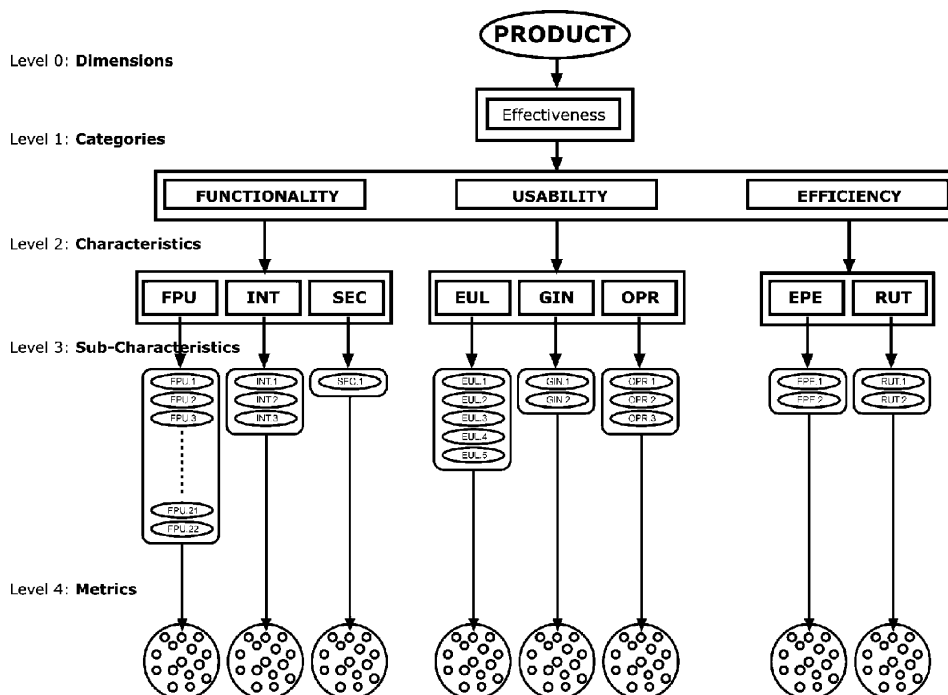 PRODUCT
Level 0: Dimensions
Effectiveness
Level 1: Categories
FUNCTIONALITY USABILITY EFFICIENCY
Level 2: Characteristics
FPU INT SEC EUL GIN OPR EPE RUT
Level 3: Sub-Characteristics
FPU.1 INT.1 SEC.1 EUL.1 GIN.1 OPR.1 EPE.1 RUT.1
FPU.2 INT.2 EUL.2 GIN.2 OPR.2 EPE.2 RUT.2
FPU.3 INT.3 EUL.3 OPR.3
EUL.4
EUL.5
FPU.21
FPU.22
Level 4: Metrics